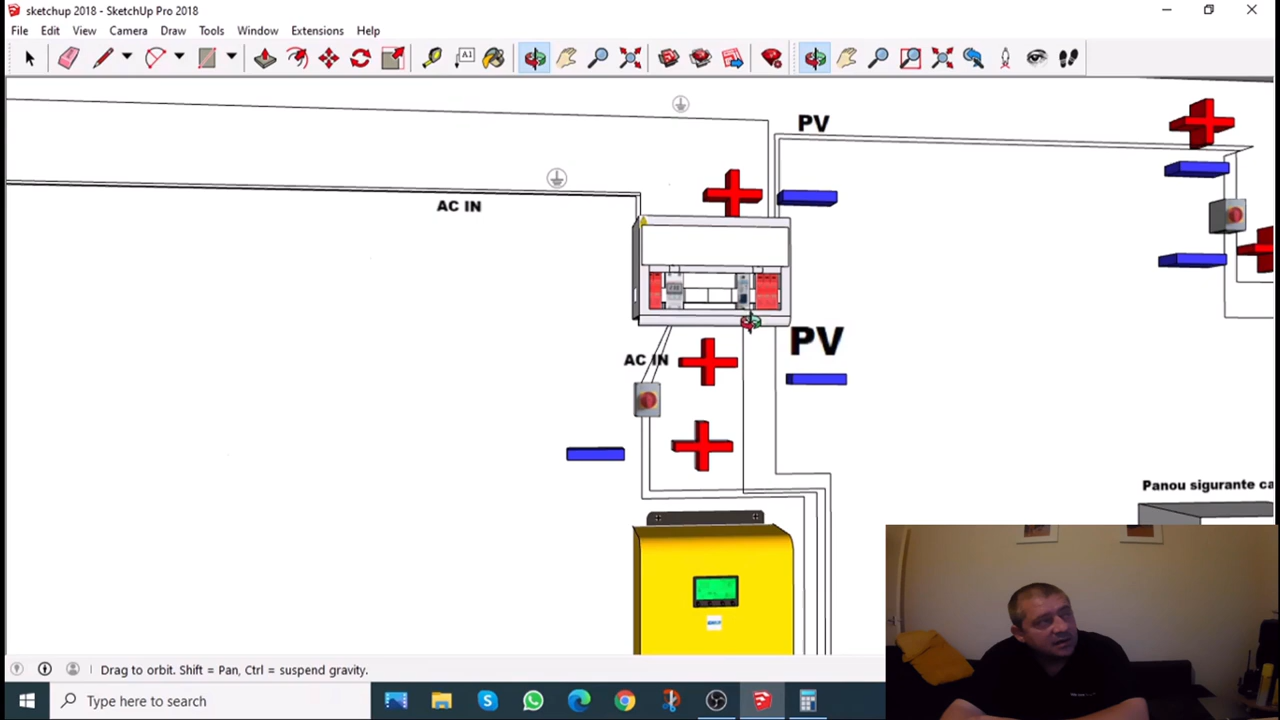 sketchup 2018 - SketchUp Pro 2018
File Edit View Camera Draw Tools Window Extensions Help
A1
PV
AC IN
PV
AC IN
Panou sigurante ca
Drag to orbit. Shift = Pan, Ctrl = suspend gravity.
Type here to search